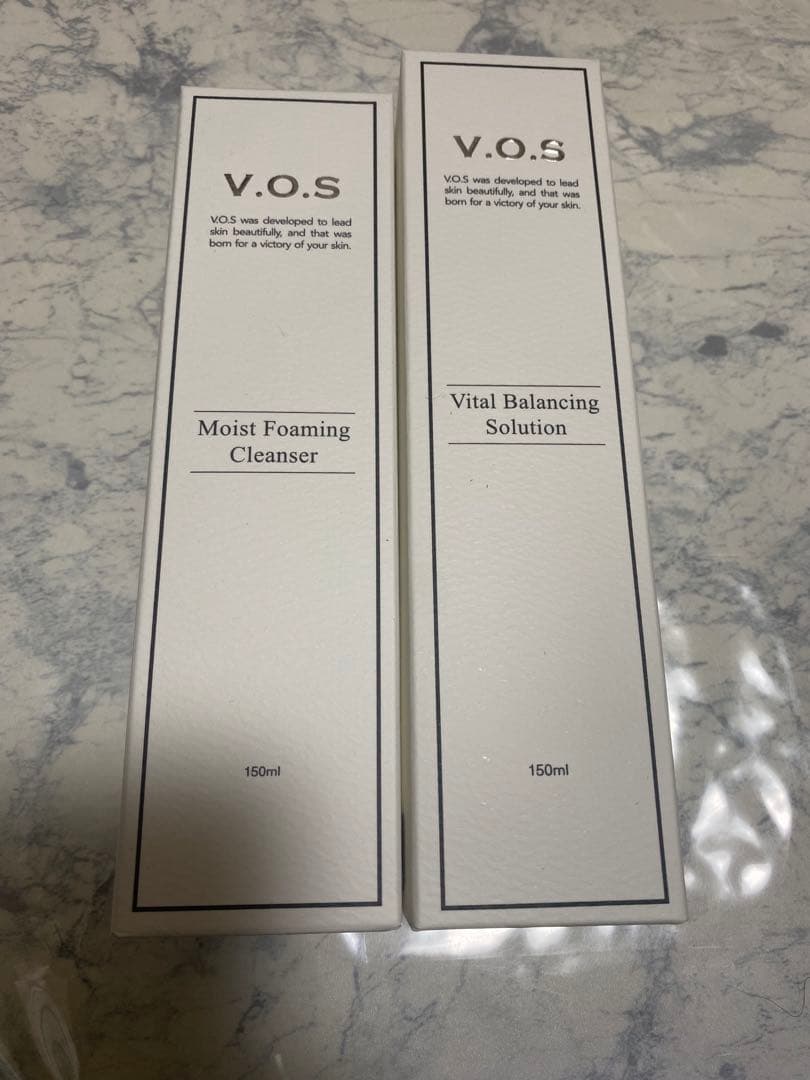 V.O.S
V.O.S was developed to lead
skin beautifully, and that was
born for a victory of your skin.
Moist Foaming
Cleanser
150ml
V.O.S
V.O.S was developed to lead
skin beautifully, and that was
born for a victory of your skin.
Vital Balancing
Solution
150ml